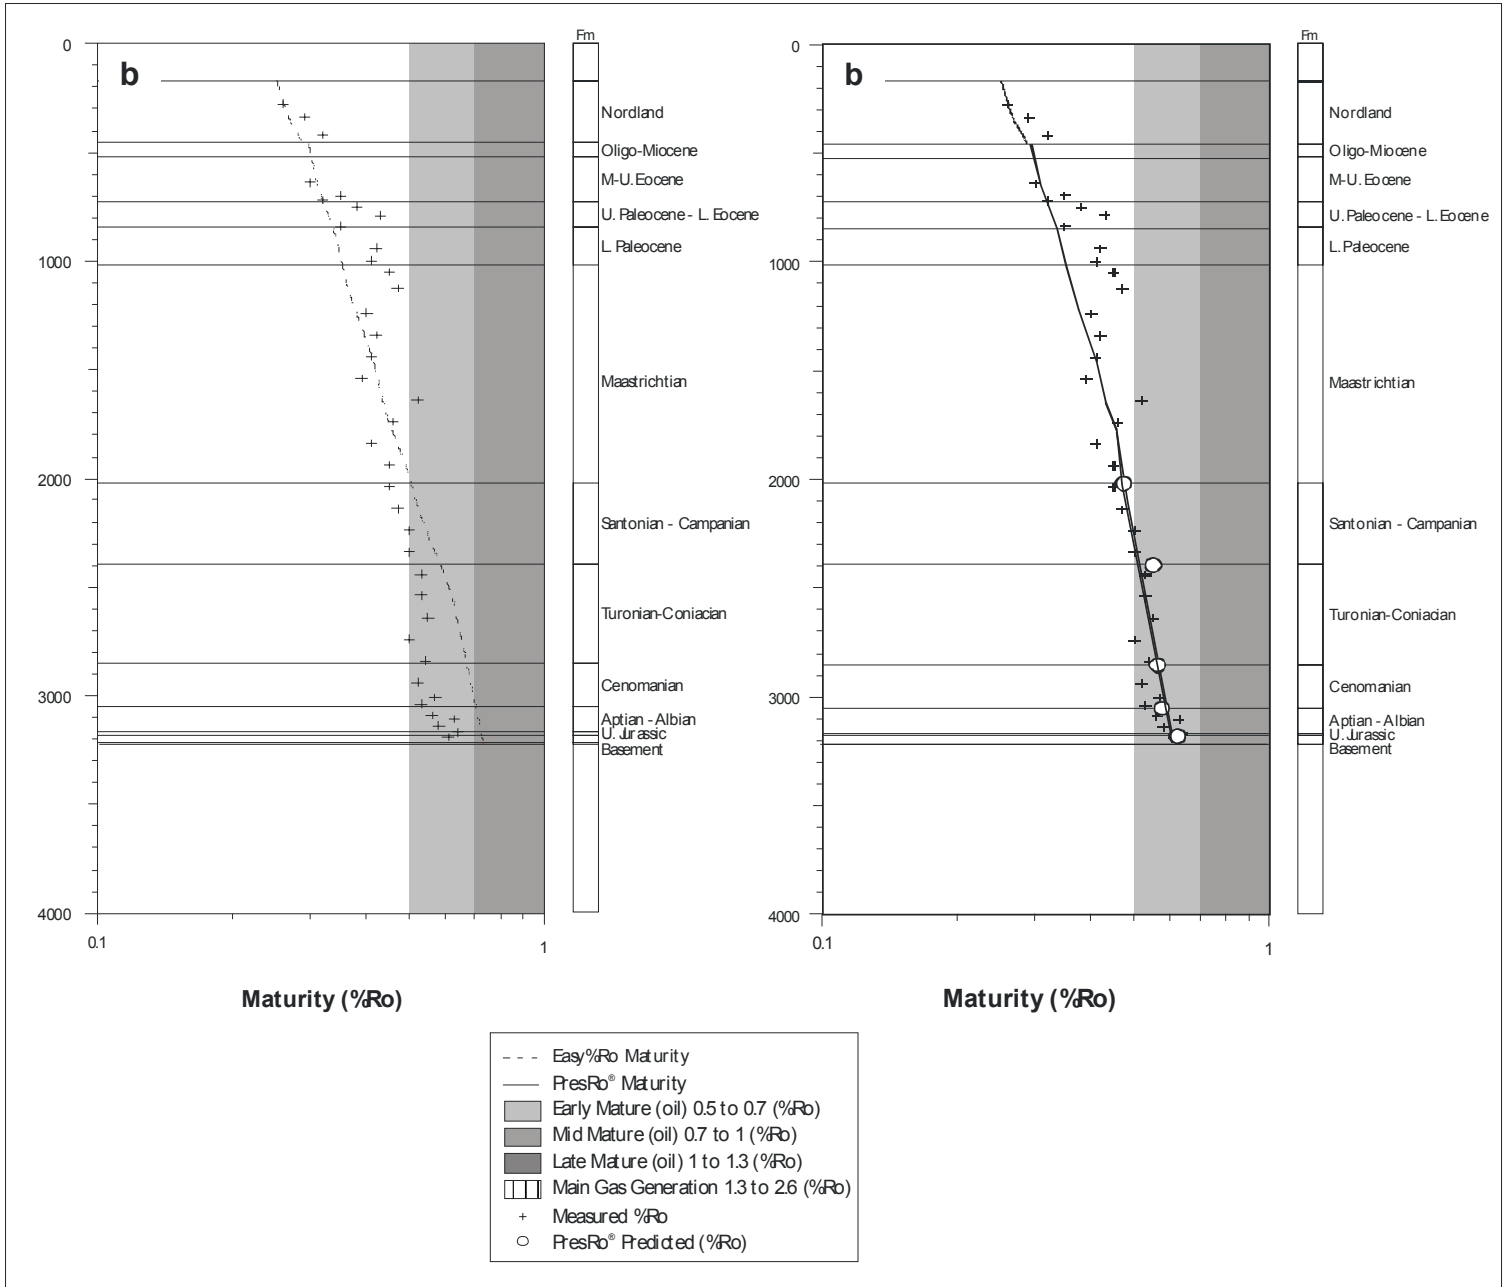 Fm
0
b
Nordland
Oligo-Miocene
M-U. Eocene
U. Paleocene - L. Eocene
L. Paleocene
1000
Maastrichtian
2000
Santonian - Campanian
Turonian-Coniacian
Cenomanian
3000
Aptian - Albian
U. Jurassic
Basement
4000
0.1
1
Maturity (%Ro)
Fm
0
b
Nordland
Oligo-Miocene
M-U. Eocene
U. Paleocene - L. Eocene
L. Paleocene
1000
Maastrichtian
2000
Santonian - Campanian
Turonian-Coniacian
Cenomanian
3000
Aptian - Albian
U. Jurassic
Basement
4000
0.1
1
Maturity (%Ro)
Easy%Ro Maturity
PresRo® Maturity
Early Mature (oil) 0.5 to 0.7 (%Ro)
Mid Mature (oil) 0.7 to 1 (%Ro)
Late Mature (oil) 1 to 1.3 (%Ro)
Main Gas Generation 1.3 to 2.6 (%Ro)
Measured %Ro
PresRo® Predicted (%Ro)